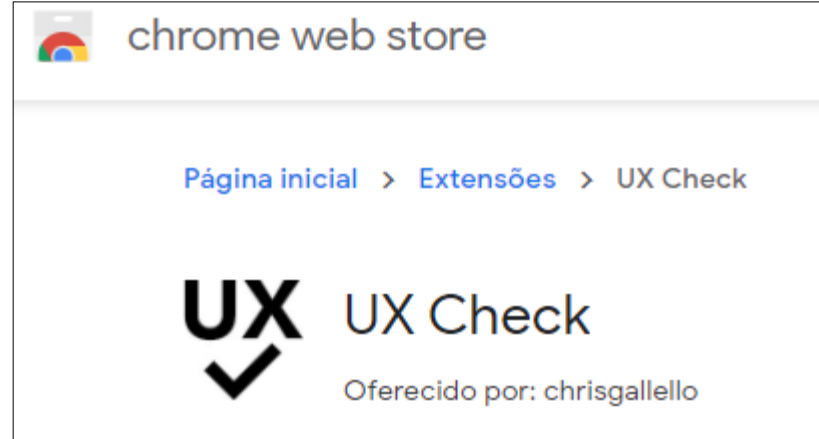 chrome web store
Página inicial > Extensões > UX Check
UX
UX Check
Oferecido por: chrisgallello